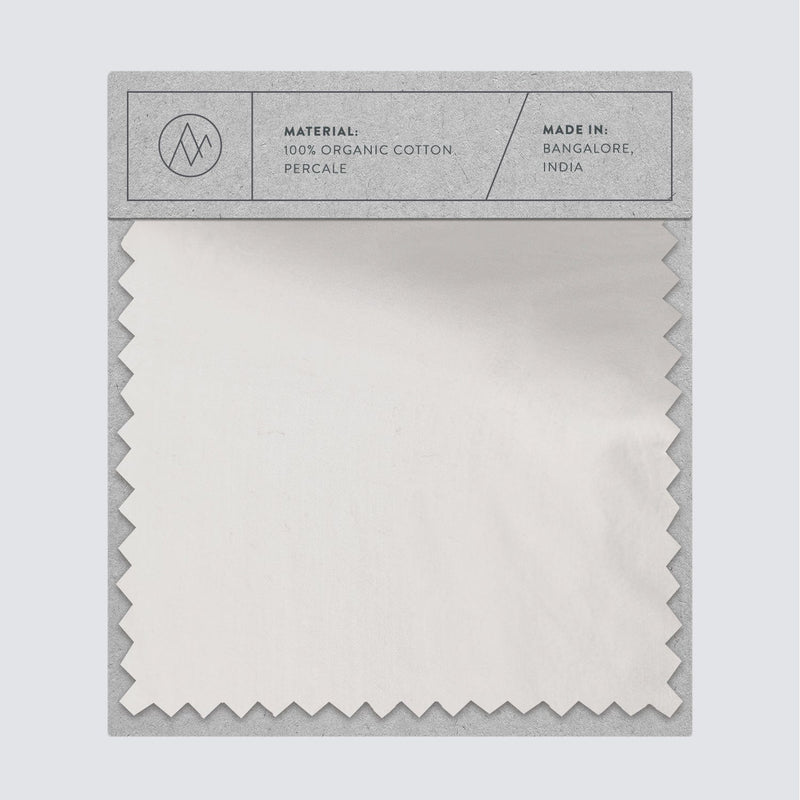 MATERIAL:
100% ORGANIC COTTON
PERCALE
MADE IN:
BANGALORE,
INDIA